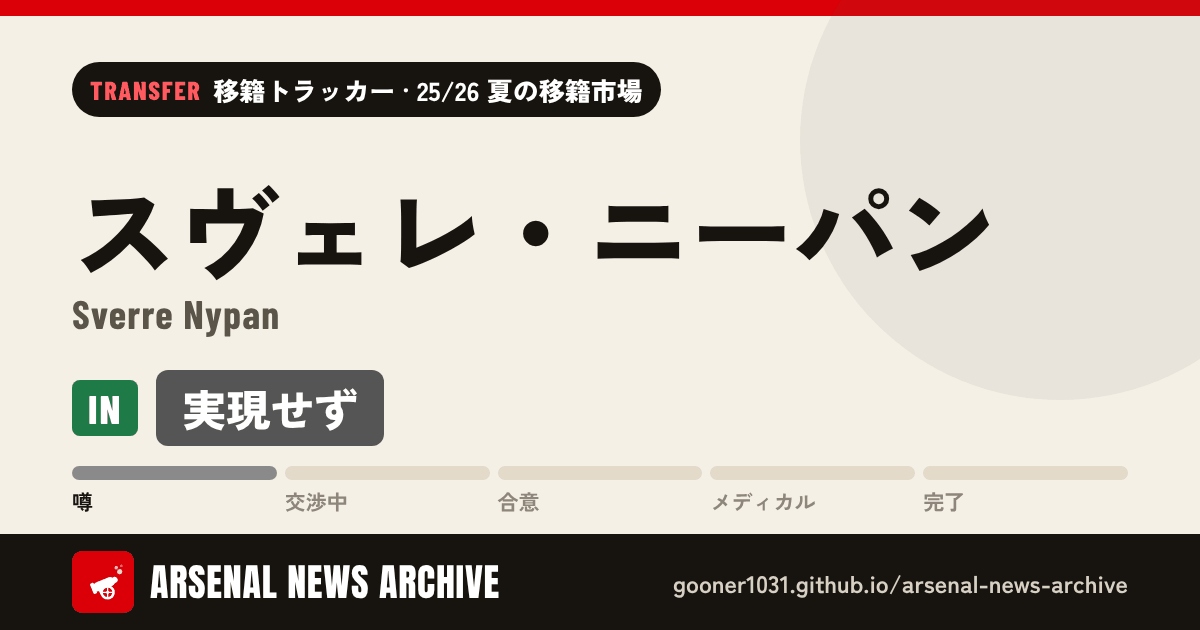 TRANSFER 移籍トラッカー · 25/26 夏の移籍市場
スヴェレ・ニーパン
Sverre Nypan
IN 実現せず
噂 交渉中 合意 メディカル 完了
ARSENAL NEWS ARCHIVE gooner1031.github.io/arsenal-news-archive